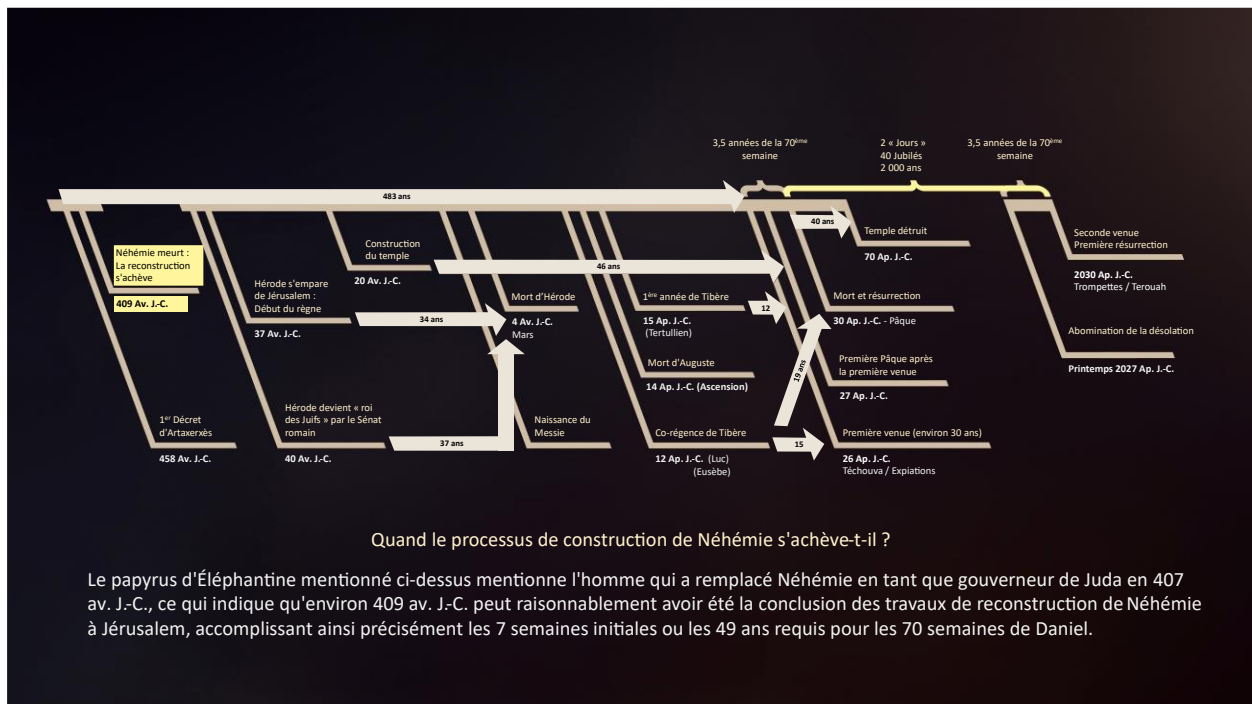 3,5 années de la 70ème
semaine
2 « Jours »
40 Jubilés
2 000 ans
3,5 années de la 70ème
semaine
483 ans
40 ans
Néhémie meurt :
La reconstruction
s'achève
409 Av. J.-C.
Hérode s'empare
de Jérusalem :
Début du règne
37 Av. J.-C.
Construction
du temple
20 Av. J.-C.
46 ans
34 ans
Mort d'Hérode
4 Av. J.-C.
Mars
1ère année de Tibère
15 Ap. J.-C.
(Tertullien)
12
Temple détruit
70 Ap. J.-C.
Mort et résurrection
30 Ap. J.-C. - Pâque
Seconde venue
Première résurrection
2030 Ap. J.-C.
Trompettes / Terouah
Abomination de la désolation
Printemps 2027 Ap. J.-C.
Mort d'Auguste
14 Ap. J.-C. (Ascension)
19 ans
Première Pâque après
la première venue
27 Ap. J.-C.
1er Décret
d'Artaxerxès
458 Av. J.-C.
Hérode devient « roi
des Juifs » par le Sénat
romain
40 Av. J.-C.
37 ans
Naissance du
Messie
Co-régence de Tibère
12 Ap. J.-C. (Luc)
(Eusèbe)
15
Première venue (environ 30 ans)
26 Ap. J.-C.
Téchouva / Expiations
Quand le processus de construction de Néhémie s'achève-t-il ?
Le papyrus d'Éléphantine mentionné ci-dessus mentionne l'homme qui a remplacé Néhémie en tant que gouverneur de Juda en 407
av. J.-C., ce qui indique qu'environ 409 av. J.-C. peut raisonnablement avoir été la conclusion des travaux de reconstruction de Néhémie
à Jérusalem, accomplissant ainsi précisément les 7 semaines initiales ou les 49 ans requis pour les 70 semaines de Daniel.